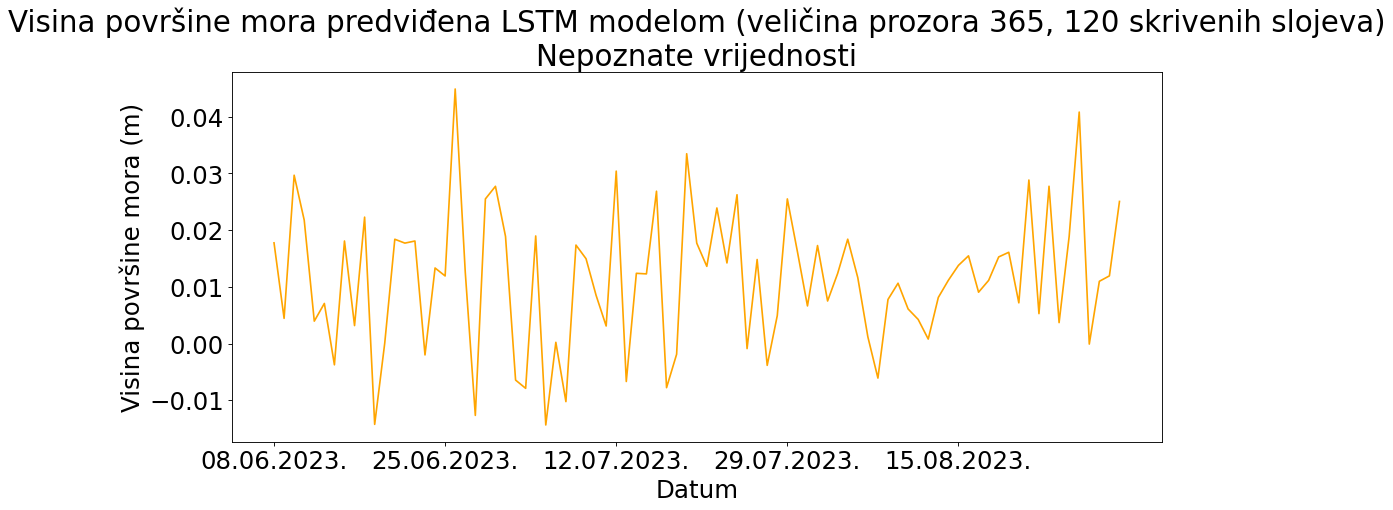 Visina površine mora predviđena LSTM modelom (veličina prozora 365, 120 skrivenih slojeva)
Nepoznate vrijednosti
Visina površine mora (m)
0.04
0.03
0.02
0.01
0.00
−0.01
08.06.2023. 25.06.2023. 12.07.2023. 29.07.2023. 15.08.2023.
Datum